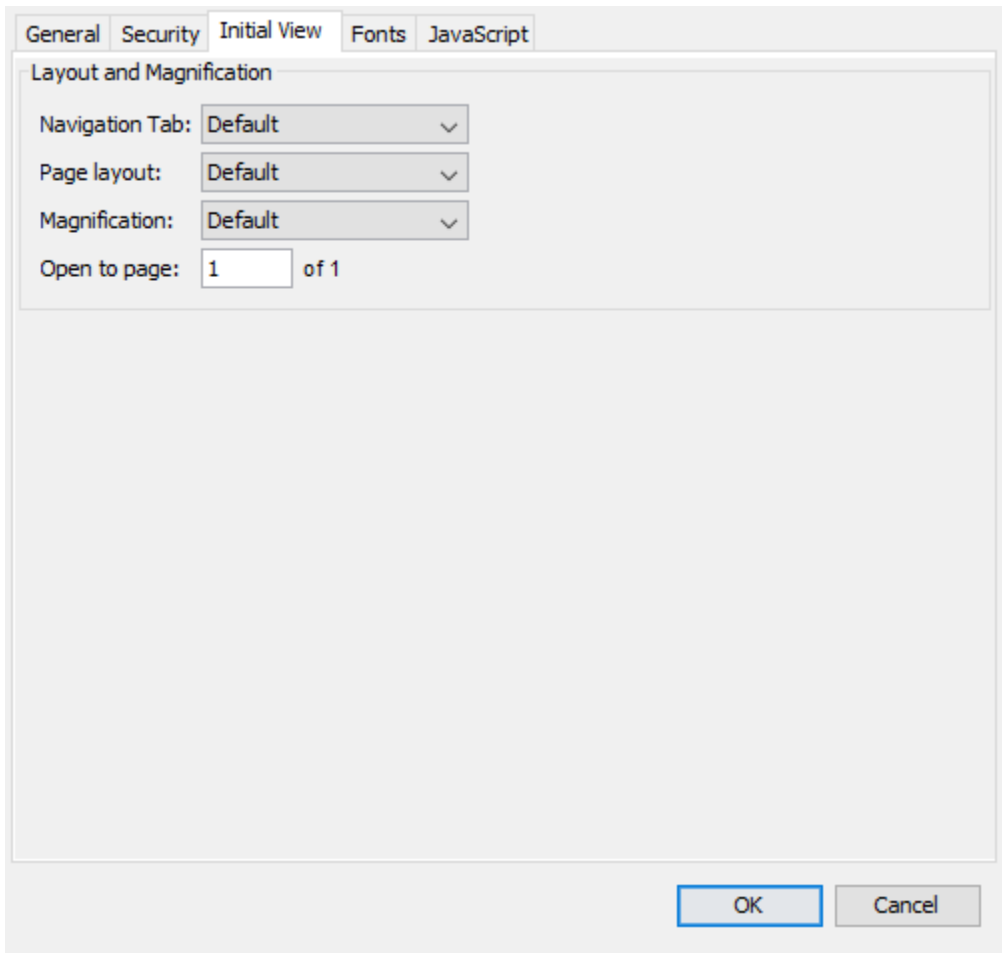 General Security Initial View Fonts JavaScript
Layout and Magnification
Navigation Tab: Default
Page layout: Default
Magnification: Default
Open to page: 1 of 1
OK Cancel